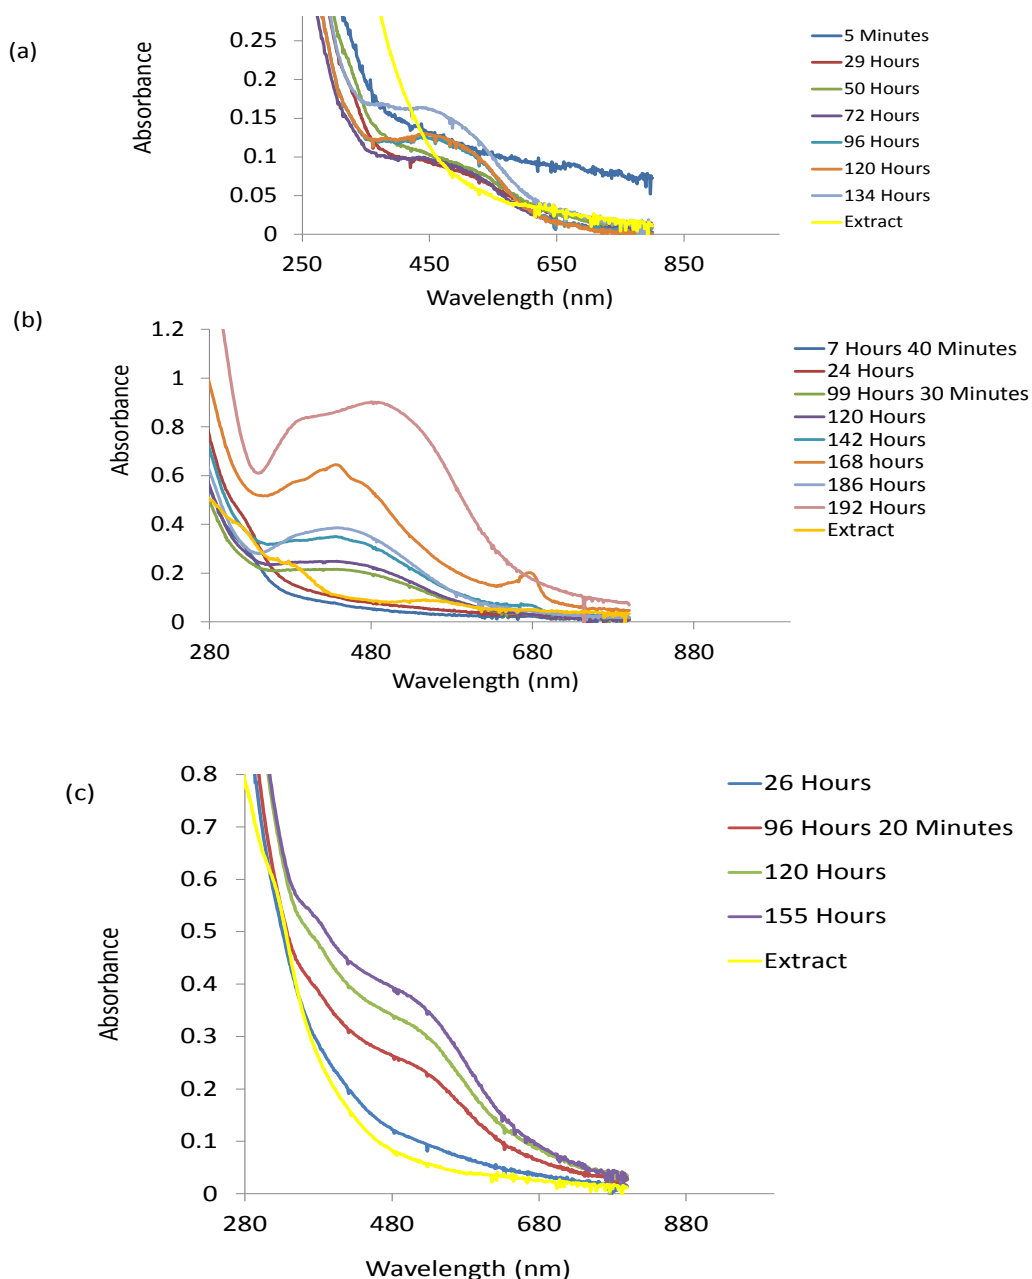 (a)
Absorbance
0.25
0.2
0.15
0.1
0.05
0
250 450 650 850
Wavelength (nm)
5 Minutes
29 Hours
50 Hours
72 Hours
96 Hours
120 Hours
134 Hours
Extract
(b)
Absorbance
1.2
1
0.8
0.6
0.4
0.2
0
280 480 680 880
Wavelength (nm)
7 Hours 40 Minutes
24 Hours
99 Hours 30 Minutes
120 Hours
142 Hours
168 hours
186 Hours
192 Hours
Extract
(c)
Absorbance
0.8
0.7
0.6
0.5
0.4
0.3
0.2
0.1
0
280 480 680 880
Wavelength (nm)
26 Hours
96 Hours 20 Minutes
120 Hours
155 Hours
Extract